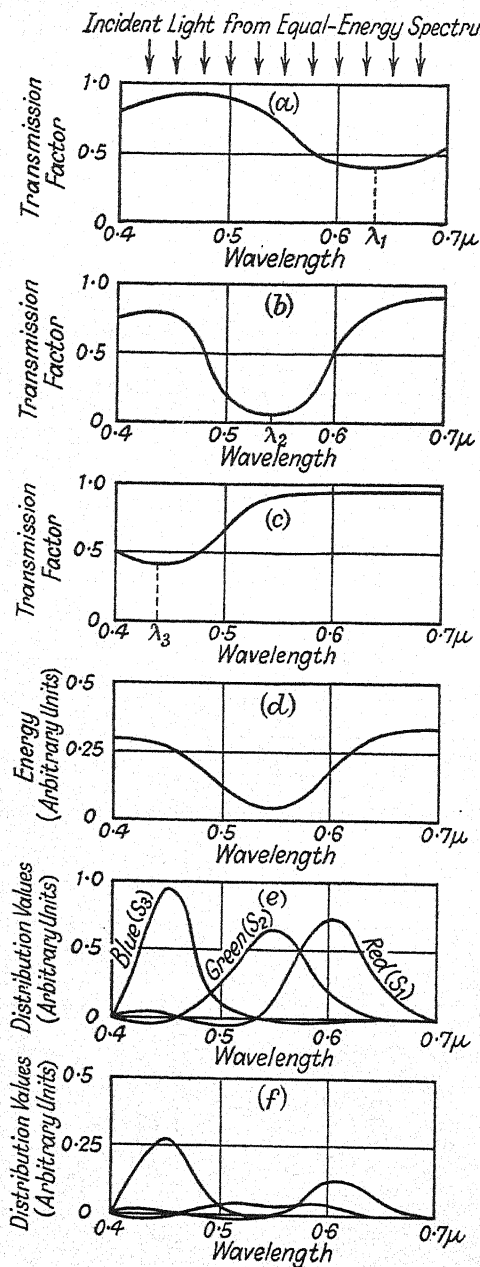 Incident Light from Equal-Energy Spectru
Transmission Factor
1.0
0.5
0
(a)
λ1
0.4 0.5 0.6 0.7μ
Wavelength
Transmission Factor
1.0
0.5
0
(b)
0.4 0.5 λ2 0.6 0.7μ
Wavelength
Transmission Factor
1.0
0.5
0
(c)
0.4 λ3 0.5 0.6 0.7μ
Wavelength
Energy (Arbitrary Units)
0.5
0.25
0
(d)
0.4 0.5 0.6 0.7μ
Wavelength
Distribution Values (Arbitrary Units)
1.0
0.5
0
(e)
Blue (S3)
Green (S2)
Red (S1)
0.4 0.5 0.6 0.7μ
Wavelength
Distribution Values (Arbitrary Units)
0.5
0.25
0
(f)
0.4 0.5 0.6 0.7μ
Wavelength